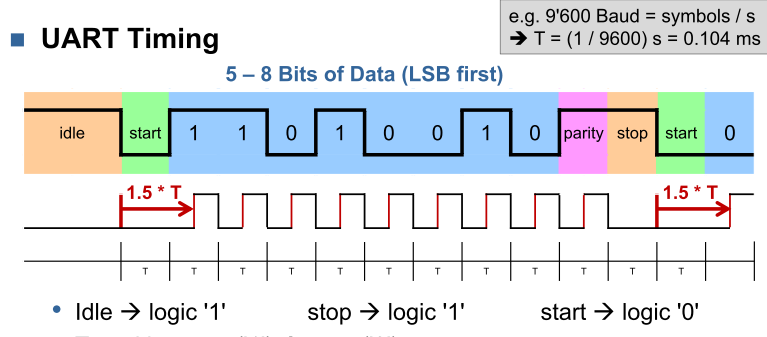 e.g. 9'600 Baud = symbols / s
➔ T = (1 / 9600) s = 0.104 ms
■ UART Timing
5 – 8 Bits of Data (LSB first)
idle start 1 1 0 1 0 0 1 0 parity stop start 0
1.5 * T 1.5 * T
T T T T T T T T T T T T
• Idle → logic '1' stop → logic '1' start → logic '0'